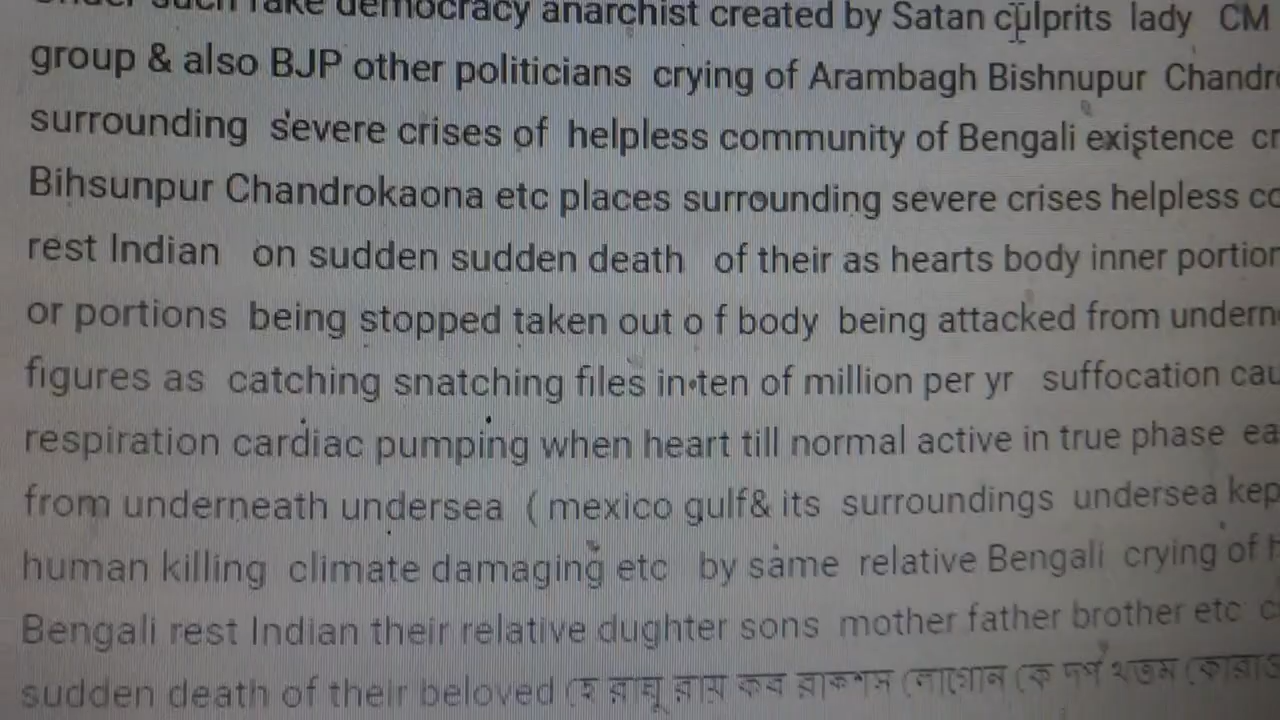 such fake democracy anarchist created by Satan culprits lady CM
group & also BJP other politicians crying of Arambagh Bishnupur
surrounding severe crises of helpless community of Bengali existence
Bihsunpur Chandrokaona etc places surrounding severe crises helpless
rest Indian on sudden sudden death of their as hearts body inner
or portions being stopped taken out o f body being attacked from
figures as catching snatching files in ten of million per yr suffocation
respiration cardiac pumping when heart till normal active in true phase
from underneath undersea ( mexico gulf& its surroundings undersea
human killing climate damaging etc by same relative Bengali crying of
Bengali rest Indian their relative dughter sons mother father brother etc
sudden death of their beloved (হে রাঘূ রায় কব রাকশস